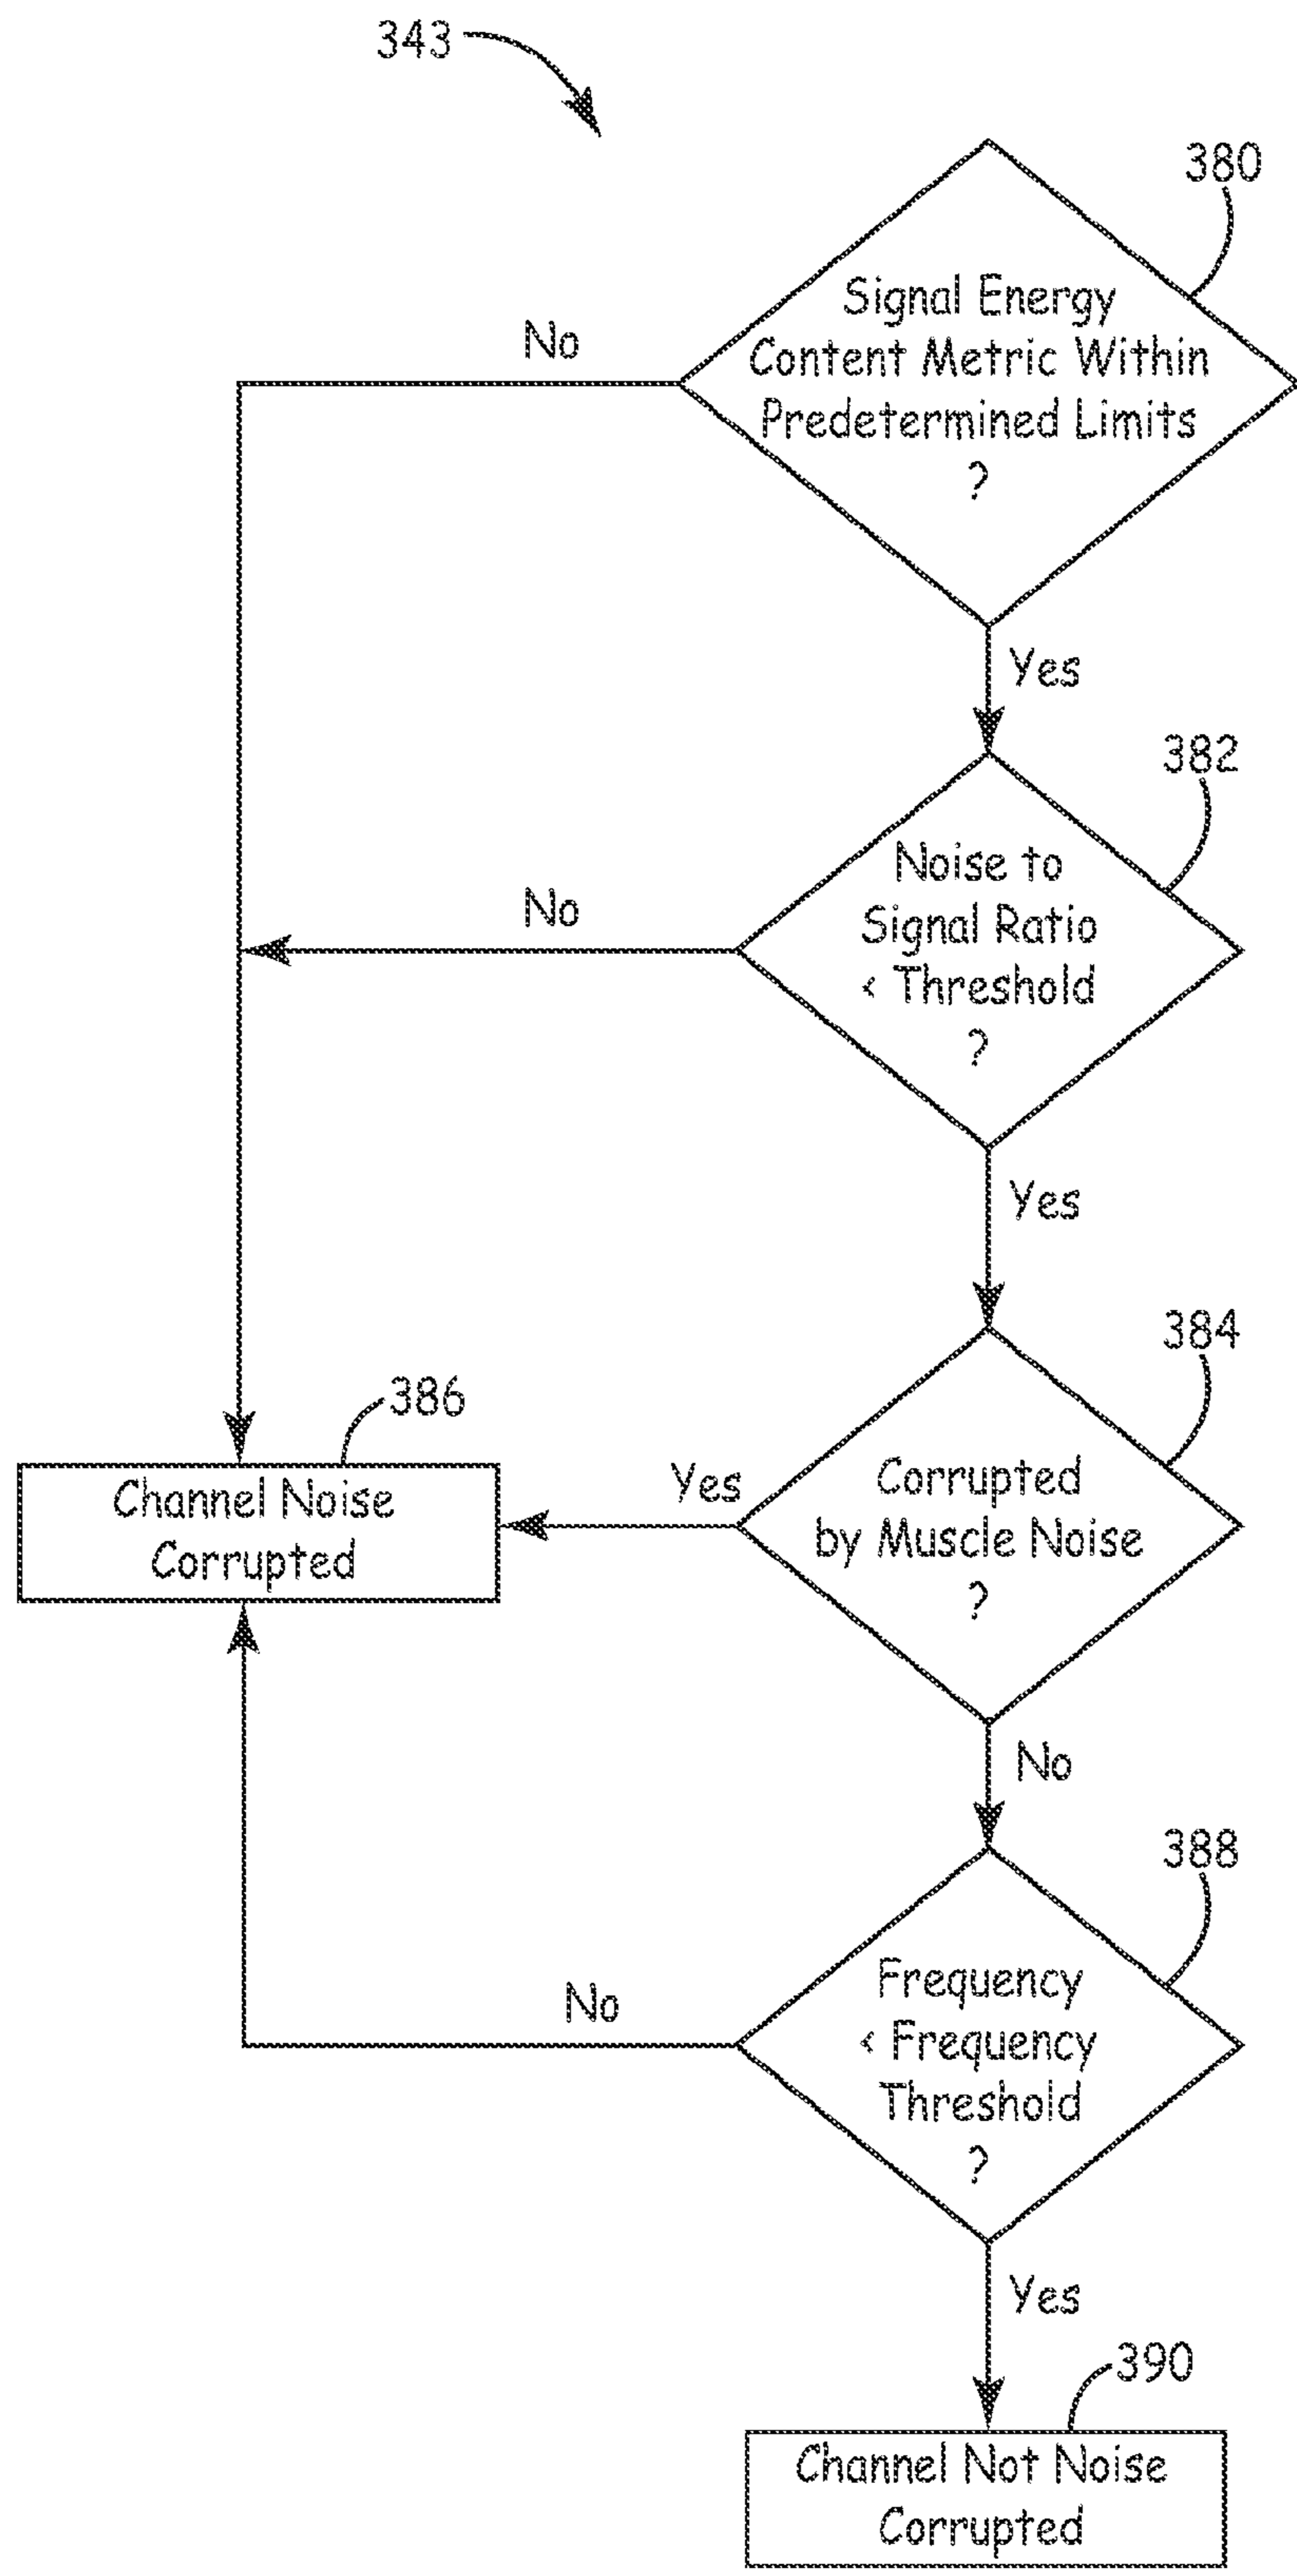 343
380
Signal Energy
Content Metric Within
Predetermined Limits
?
No
Yes
382
Noise to
Signal Ratio
< Threshold
?
No
Yes
384
Corrupted
by Muscle Noise
?
Yes
386
Channel Noise
Corrupted
No
388
Frequency
< Frequency
Threshold
?
No
Yes
390
Channel Not Noise
Corrupted